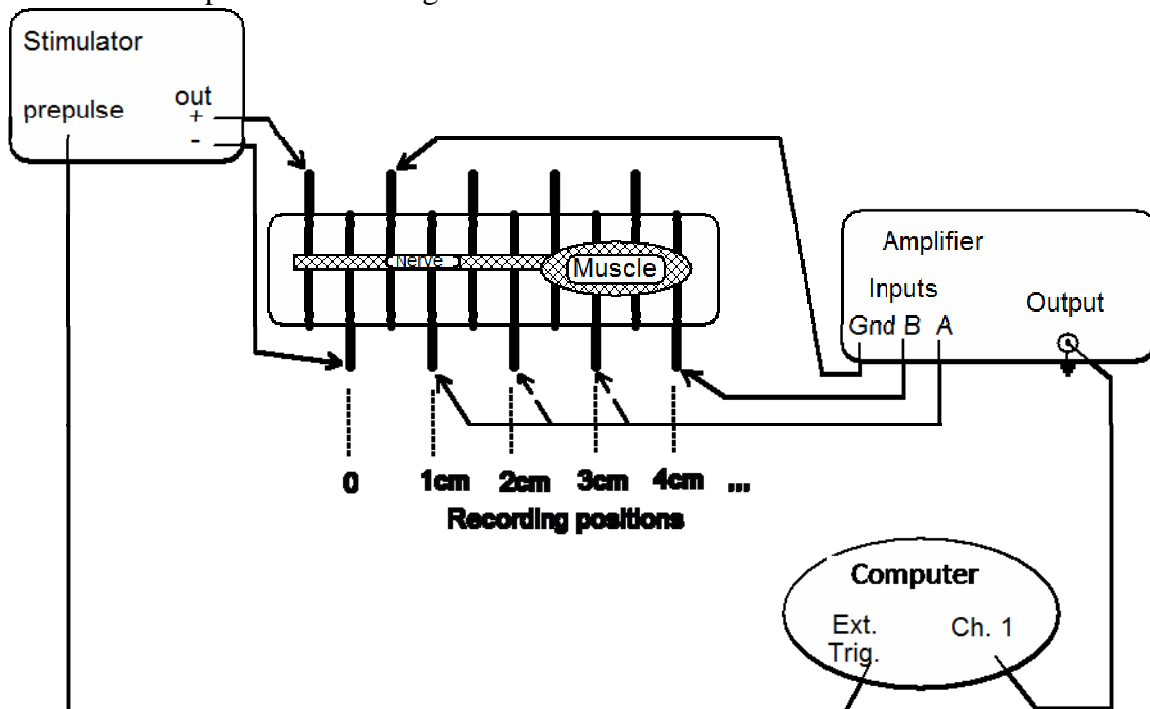 Stimulator
out
prepulse
+
-
Nerve
Muscle
Amplifier
Inputs
Output
Gnd B A
0 1cm 2cm 3cm 4cm ...
Recording positions
Computer
Ext. Ch. 1
Trig.